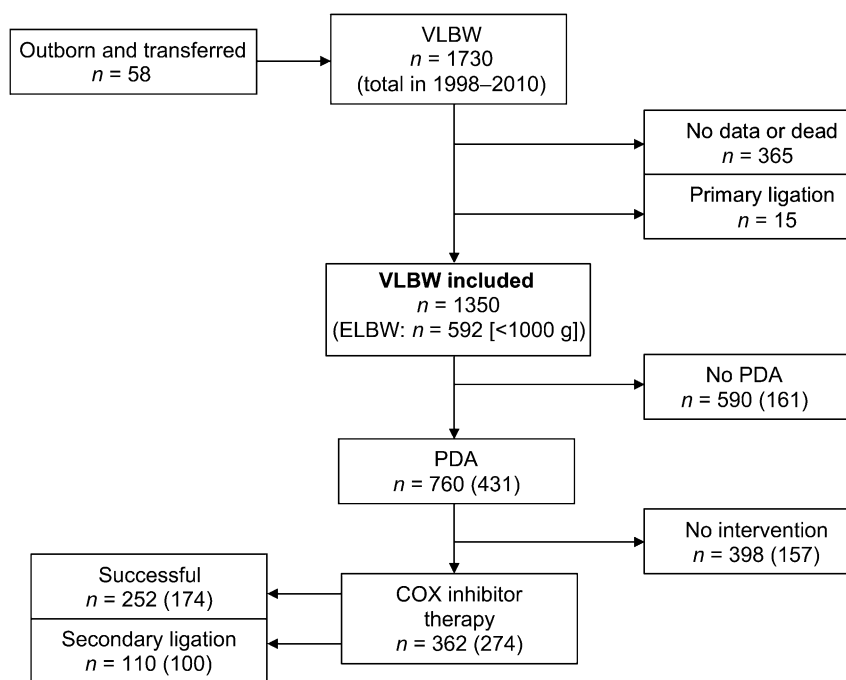 Outborn and transferred
n = 58
VLBW
n = 1730
(total in 1998–2010)
No data or dead
n = 365
Primary ligation
n = 15
VLBW included
n = 1350
(ELBW: n = 592 [<1000 g])
No PDA
n = 590 (161)
PDA
n = 760 (431)
No intervention
n = 398 (157)
Successful
n = 252 (174)
Secondary ligation
n = 110 (100)
COX inhibitor
therapy
n = 362 (274)